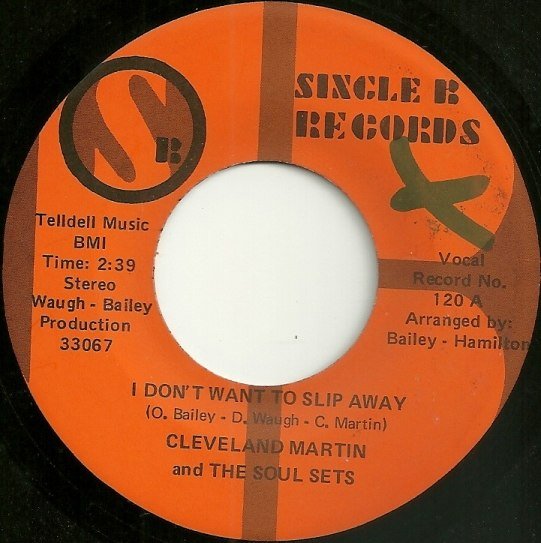 S B
SINGLE B
RECORDS
Telldell Music
BMI
Time: 2:39
Stereo
Waugh - Bailey
Production
33067
Vocal
Record No.
120 A
Arranged by:
Bailey - Hamilton
I DON'T WANT TO SLIP AWAY
(O. Bailey - D. Waugh - C. Martin)
CLEVELAND MARTIN
and THE SOUL SETS